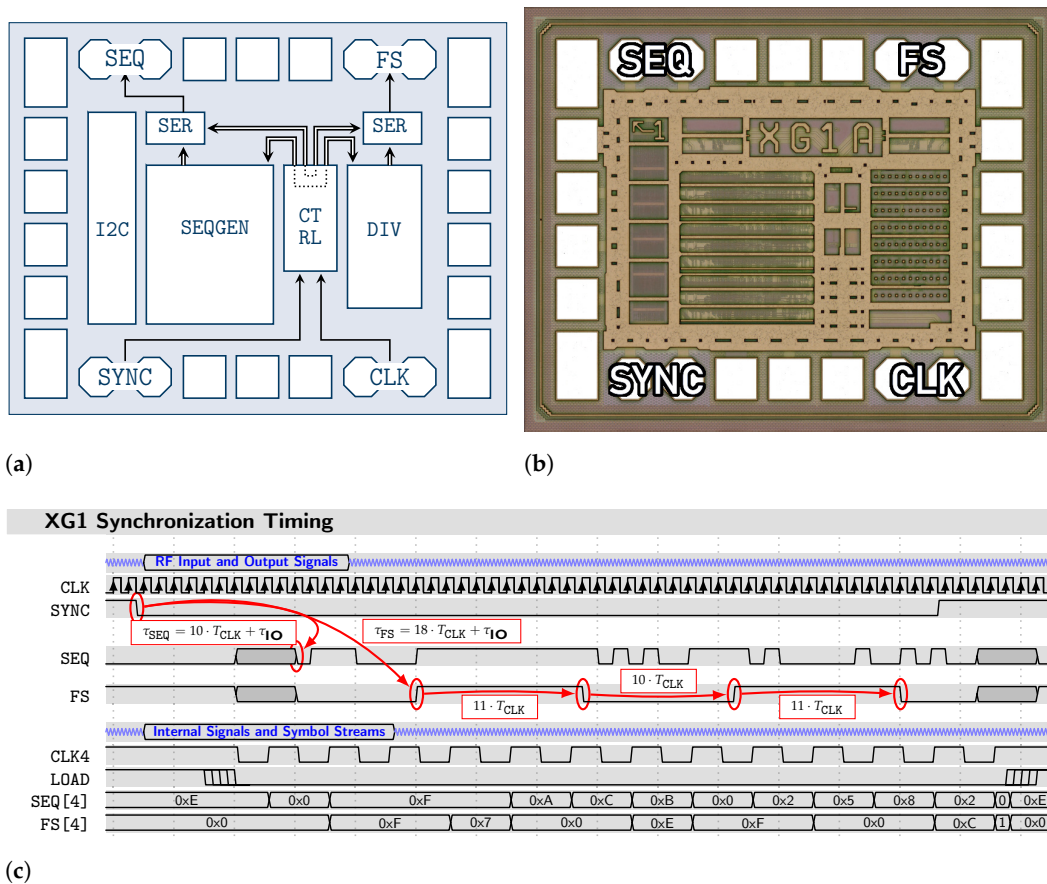 SEQ
FS
SER
SER
I2C
SEQGEN
CT
RL
DIV
SYNC
CLK
(a)
SEQ
FS
←1
XG1A
SYNC
CLK
(b)
XG1 Synchronization Timing
RF Input and Output Signals
CLK
SYNC
τSEQ = 10 · TCLK + τIO
τFS = 18 · TCLK + τIO
SEQ
10 · TCLK
FS
11 · TCLK
11 · TCLK
Internal Signals and Symbol Streams
CLK4
LOAD
SEQ[4] 0xE 0x0 0xF 0xA 0xC 0xB 0x0 0x2 0x5 0x8 0x2 0 0xE
FS[4] 0x0 0xF 0x7 0x0 0xE 0xF 0x0 0xC 1 0x0
(c)